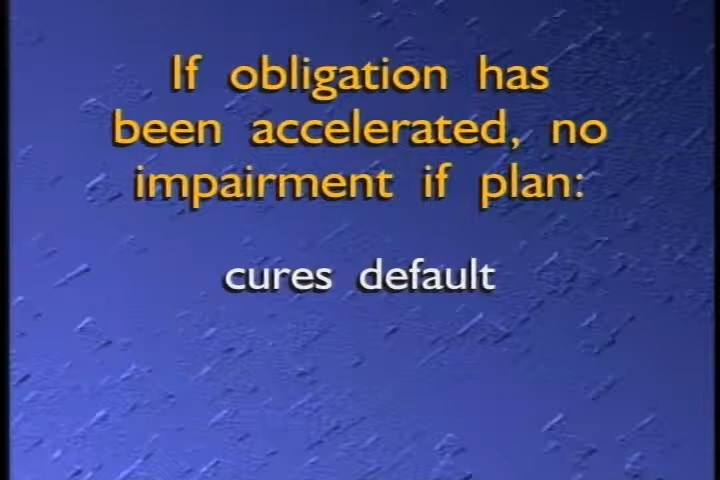 If obligation has
been accelerated, no
impairment if plan:
cures default